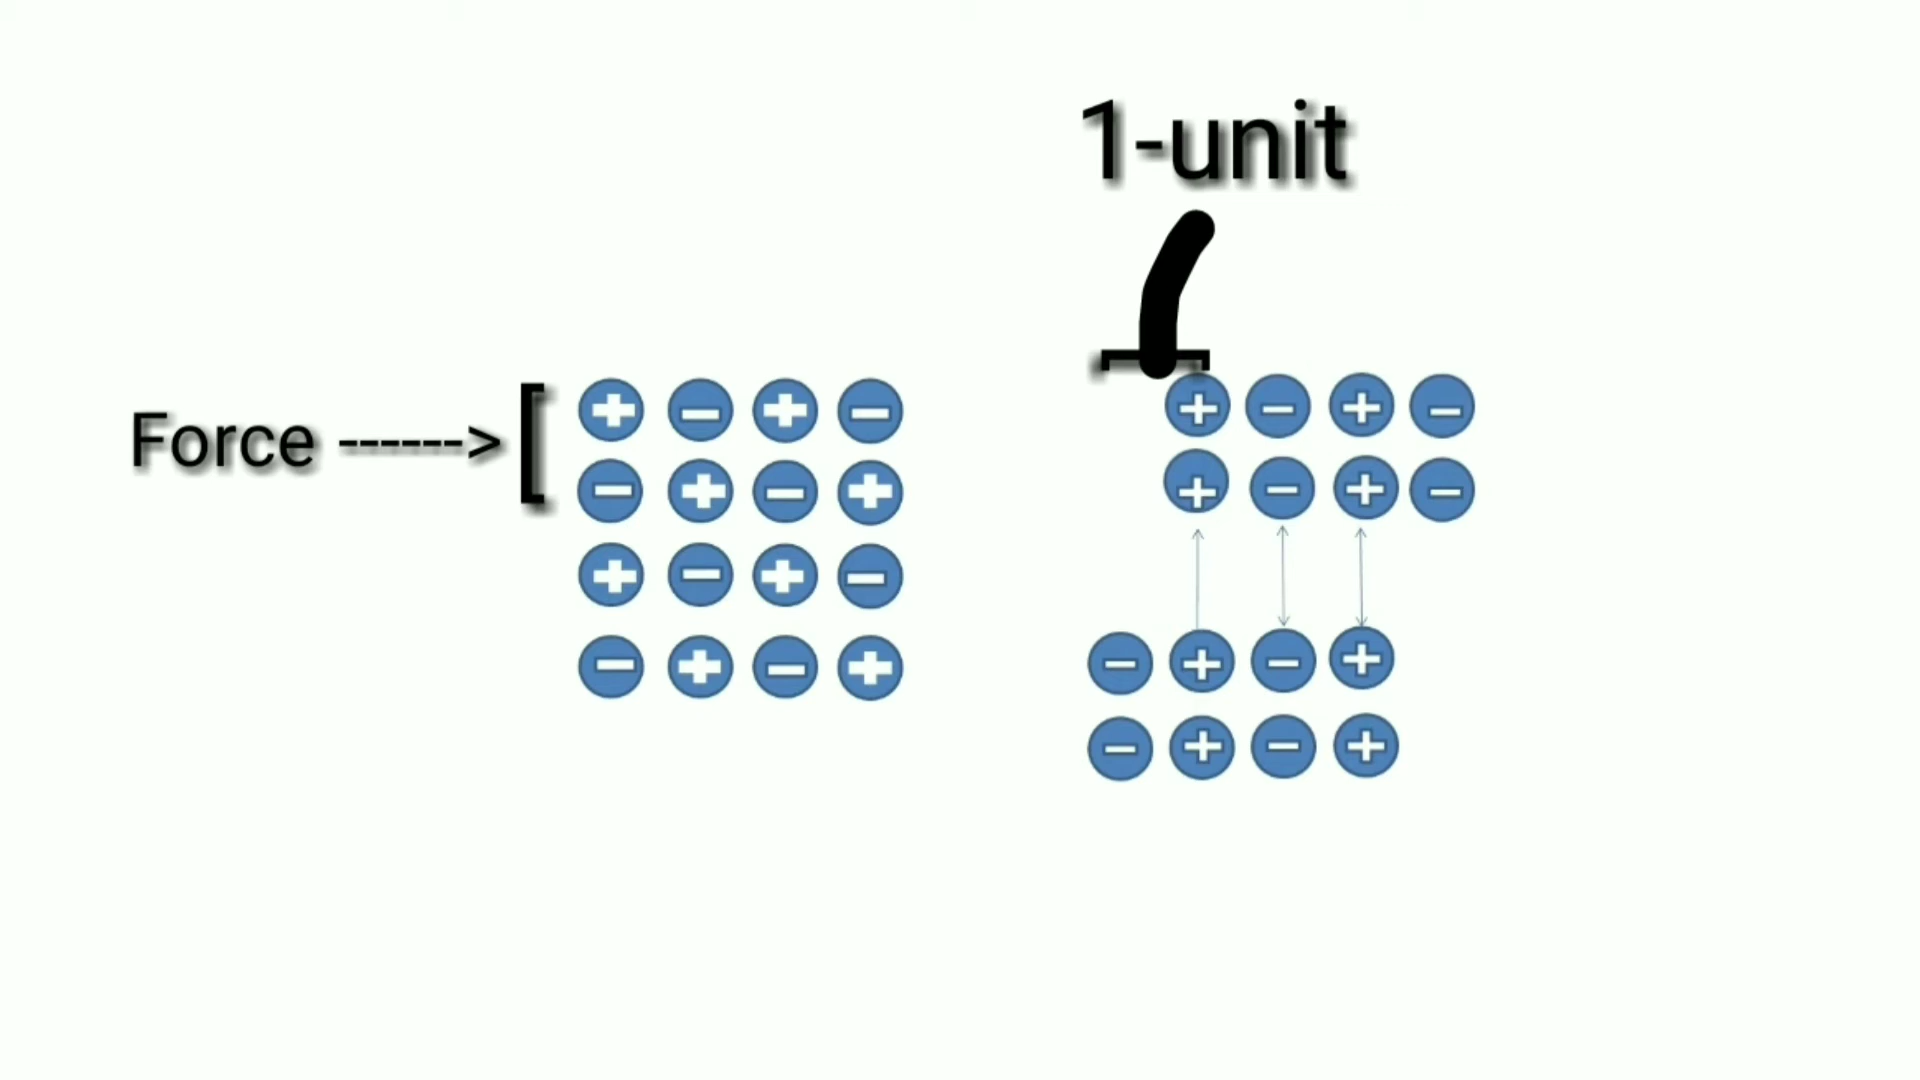 1-unit
Force ------>[
+ - + -
- + - +
+ - + -
- + - +
+ - + -
+ - + -
- + - +
- + - +